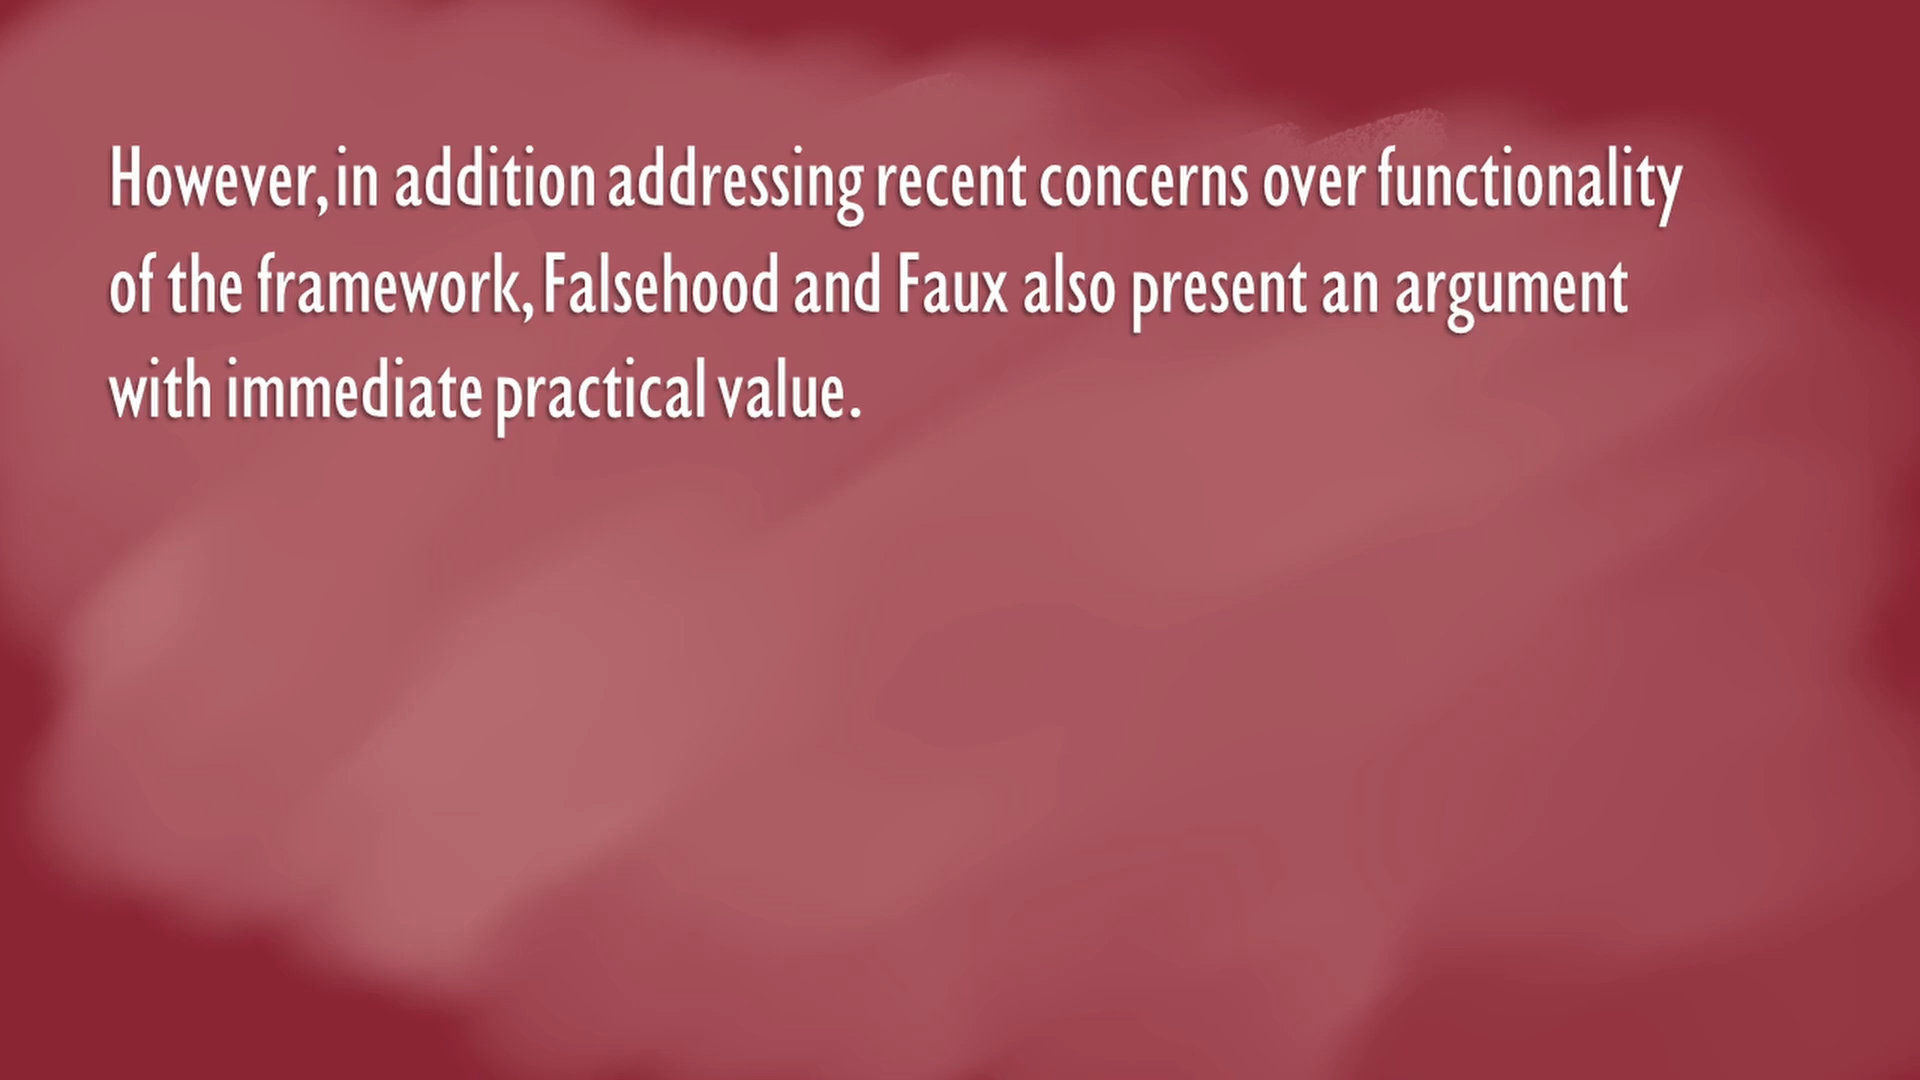 However, in addition addressing recent concerns over functionality
of the framework, Falsehood and Faux also present an argument
with immediate practical value.